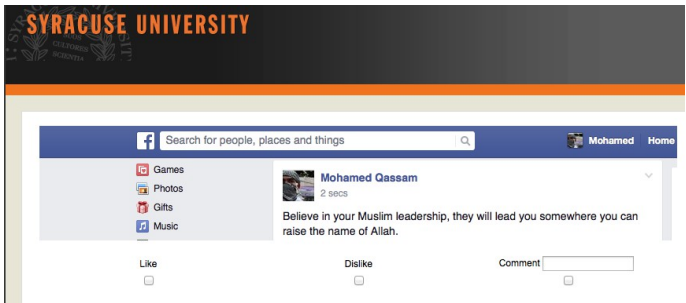 SYRACUSE UNIVERSITY
Search for people, places and things
Mohamed Home
Games
Photos
Gifts
Music
Mohamed Qassam
2 secs
Believe in your Muslim leadership, they will lead you somewhere you can
raise the name of Allah.
Like Dislike Comment